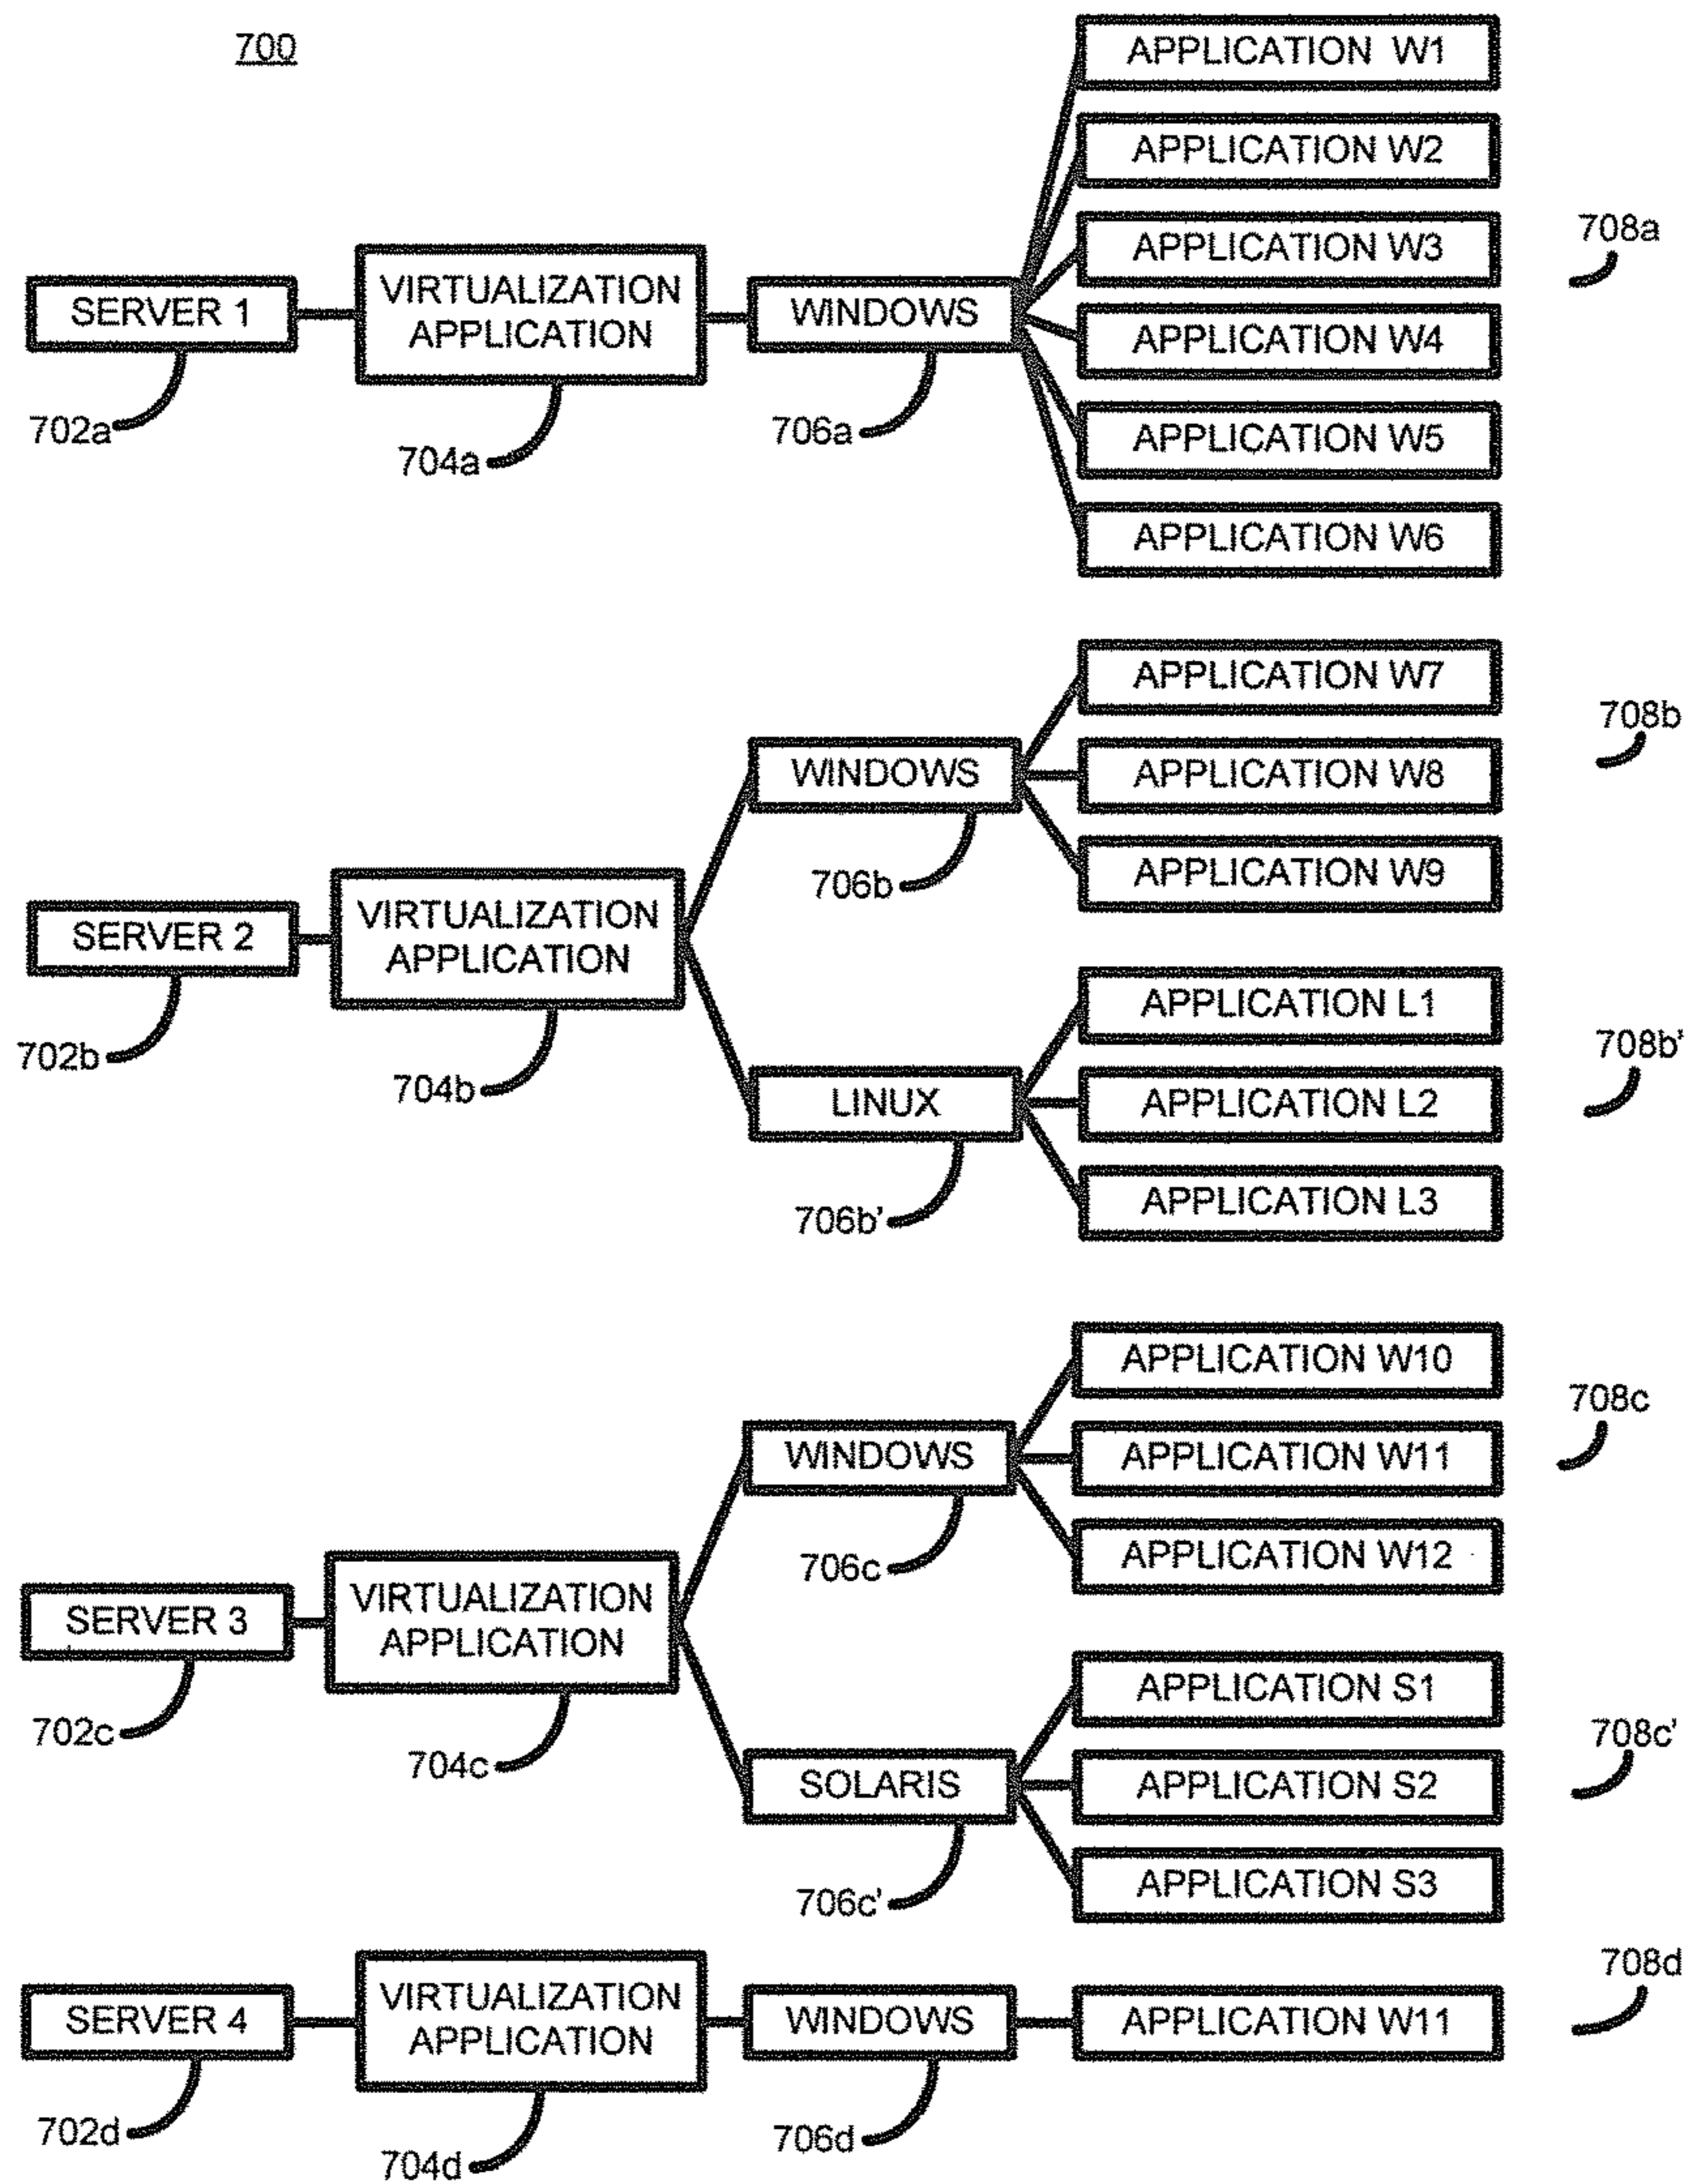 700
APPLICATION W1
APPLICATION W2
APPLICATION W3
708a
SERVER 1
VIRTUALIZATION
APPLICATION
WINDOWS
APPLICATION W4
702a
704a
706a
APPLICATION W5
APPLICATION W6
APPLICATION W7
708b
WINDOWS
APPLICATION W8
706b
APPLICATION W9
SERVER 2
VIRTUALIZATION
APPLICATION
APPLICATION L1
702b
704b
708b'
LINUX
APPLICATION L2
706b'
APPLICATION L3
APPLICATION W10
708c
WINDOWS
APPLICATION W11
706c
APPLICATION W12
SERVER 3
VIRTUALIZATION
APPLICATION
APPLICATION S1
702c
704c
708c'
SOLARIS
APPLICATION S2
706c'
APPLICATION S3
708d
SERVER 4
VIRTUALIZATION
APPLICATION
WINDOWS
APPLICATION W11
702d
704d
706d